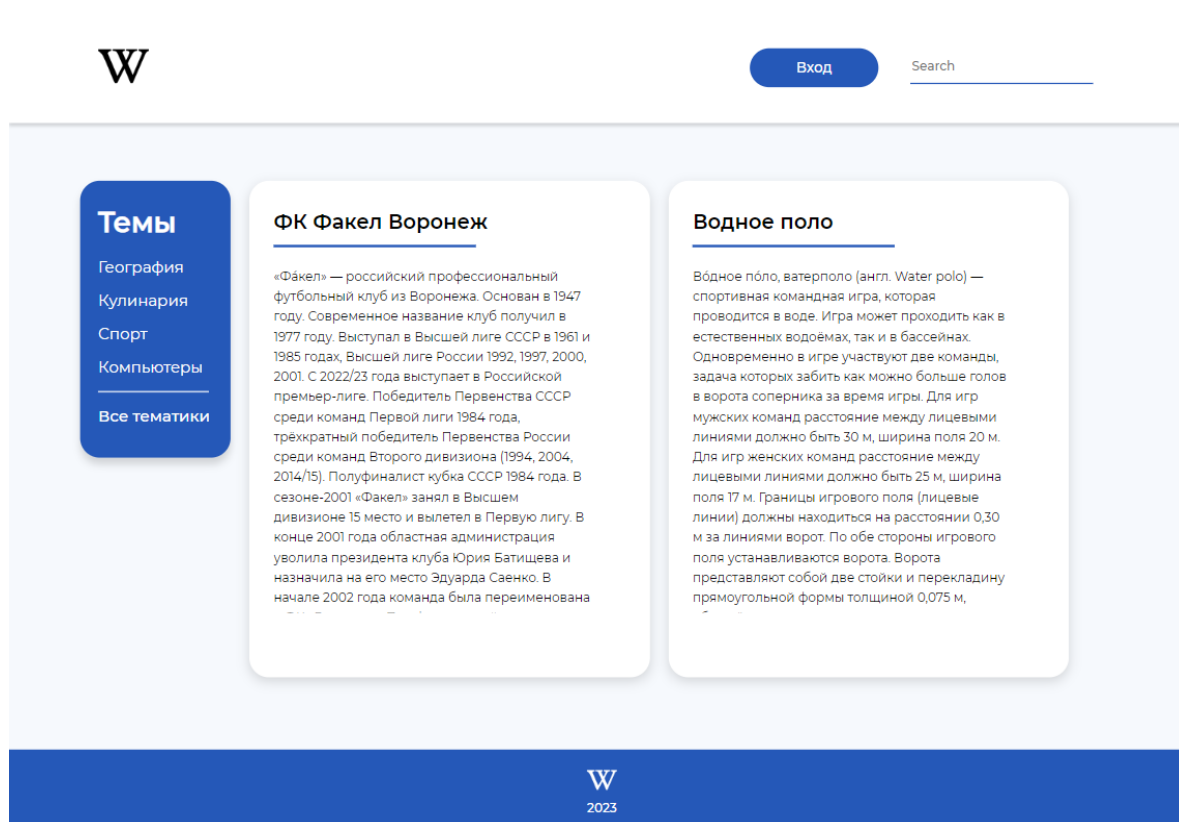 W
Вход
Search
Темы
География
Кулинария
Спорт
Компьютеры
Все тематики
ФК Факел Воронеж
«Фа́кел» — российский профессиональный
футбольный клуб из Воронежа. Основан в 1947
году. Современное название клуб получил в
1977 году. Выступал в Высшей лиге СССР в 1961 и
1985 годах, Высшей лиге России 1992, 1997, 2000,
2001. С 2022/23 года выступает в Российской
премьер-лиге. Победитель Первенства СССР
среди команд Первой лиги 1984 года,
трёхкратный победитель Первенства России
среди команд Второго дивизиона (1994, 2004,
2014/15). Полуфиналист кубка СССР 1984 года. В
сезоне-2001 «Факел» занял в Высшем
дивизионе 15 место и вылетел в Первую лигу. В
конце 2001 года областная администрация
уволила президента клуба Юрия Батищева и
назначила на его место Эдуарда Саенко. В
начале 2002 года команда была переименована
Водное поло
Во́дное по́ло, ватерполо (англ. Water polo) —
спортивная командная игра, которая
проводится в воде. Игра может проходить как в
естественных водоёмах, так и в бассейнах.
Одновременно в игре участвуют две команды,
задача которых забить как можно больше голов
в ворота соперника за время игры. Для игр
мужских команд расстояние между лицевыми
линиями должно быть 30 м, ширина поля 20 м.
Для игр женских команд расстояние между
лицевыми линиями должно быть 25 м, ширина
поля 17 м. Границы игрового поля (лицевые
линии) должны находиться на расстоянии 0,30
м за линиями ворот. По обе стороны игрового
поля устанавливаются ворота. Ворота
представляют собой две стойки и перекладину
прямоугольной формы толщиной 0,075 м,
W
2023